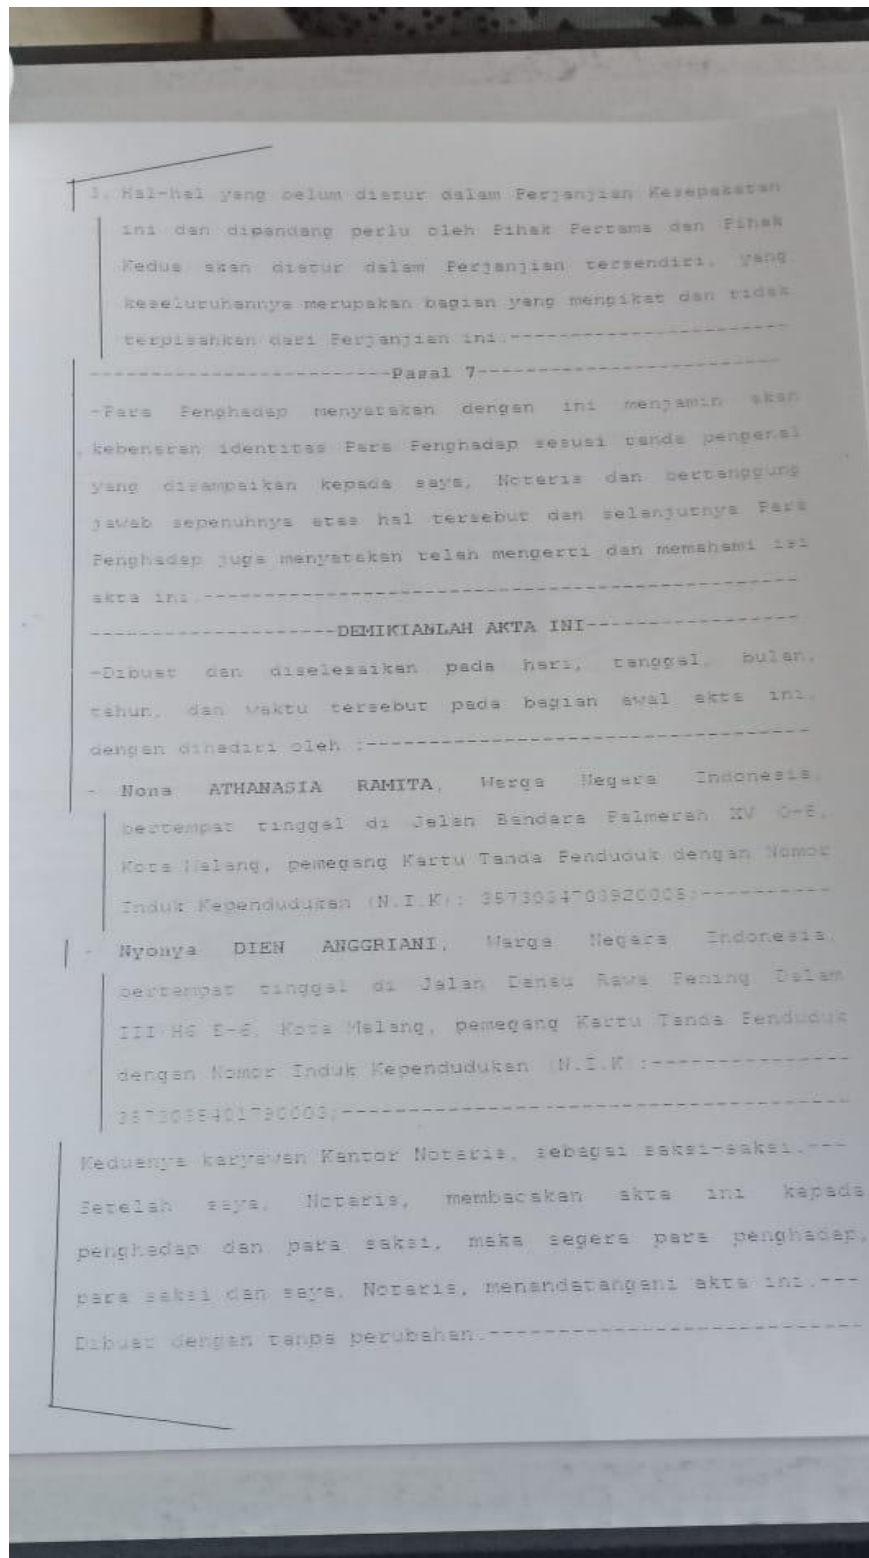 3. Hal-hal yang belum diatur dalam Perjanjian Kesepakatan
ini dan dipandang perlu oleh Pihak Pertama dan Pihak
Kedua akan diatur dalam Perjanjian tersendiri, yang
keseluruhannya merupakan bagian yang mengikat dan tidak
terpisahkan dari Perjanjian ini.-----------------------
---------------------------Pasal 7-------------------------
-Para Penghadap menyatakan dengan ini menjamin akan
kebenaran identitas Para Penghadap sesuai tanda pengenal
yang disampaikan kepada saya, Notaris dan bertanggung
jawab sepenuhnya atas hal tersebut dan selanjutnya Para
Penghadap juga menyatakan telah mengerti dan memahami isi
akta ini.-------------------------------------------------
--------------------DEMIKIANLAH AKTA INI------------------
-Dibuat dan diselesaikan pada hari, tanggal, bulan,
tahun, dan waktu tersebut pada bagian awal akta ini,
dengan dihadiri oleh :------------------------------------
- Nona ATHANASIA RAMITA, Warga Negara Indonesia,
bertempat tinggal di Jalan Bandara Palmerah XV O-8,
Kota Malang, pemegang Kartu Tanda Penduduk dengan Nomor
Induk Kependudukan (N.I.K): ----------
- Nyonya DIEN ANGGRIANI, Warga Negara Indonesia,
bertempat tinggal di Jalan Danau Rawa Pening Dalam
III H6 E-6, Kota Malang, pemegang Kartu Tanda Penduduk
dengan Nomor Induk Kependudukan (N.I.K :----------------
-----------------------------------------
Keduanya karyawan Kantor Notaris, sebagai saksi-saksi.---
Setelah saya, Notaris, membacakan akta ini kepada
penghadap dan para saksi, maka segera para penghadap,
para saksi dan saya, Notaris, menandatangani akta ini.---
Dibuat dengan tanpa perubahan.-----------------------------